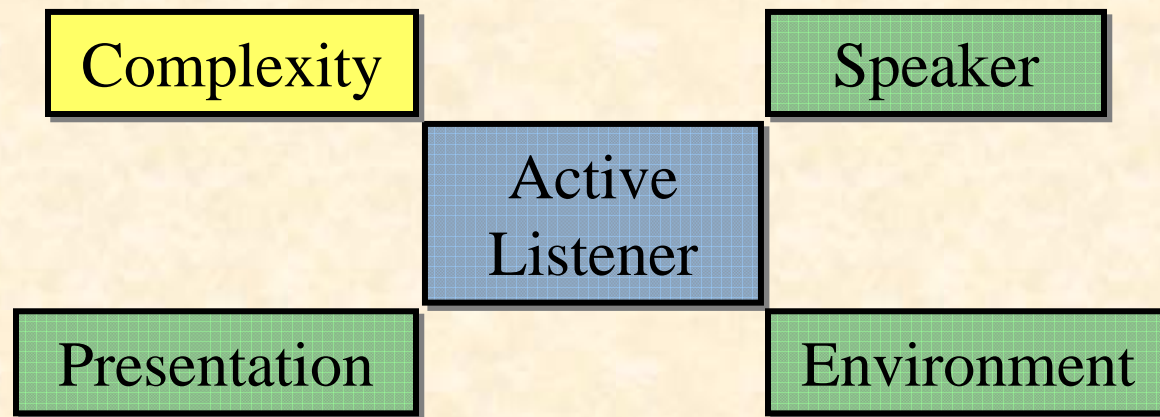 Complexity
Speaker
Active
Listener
Presentation
Environment